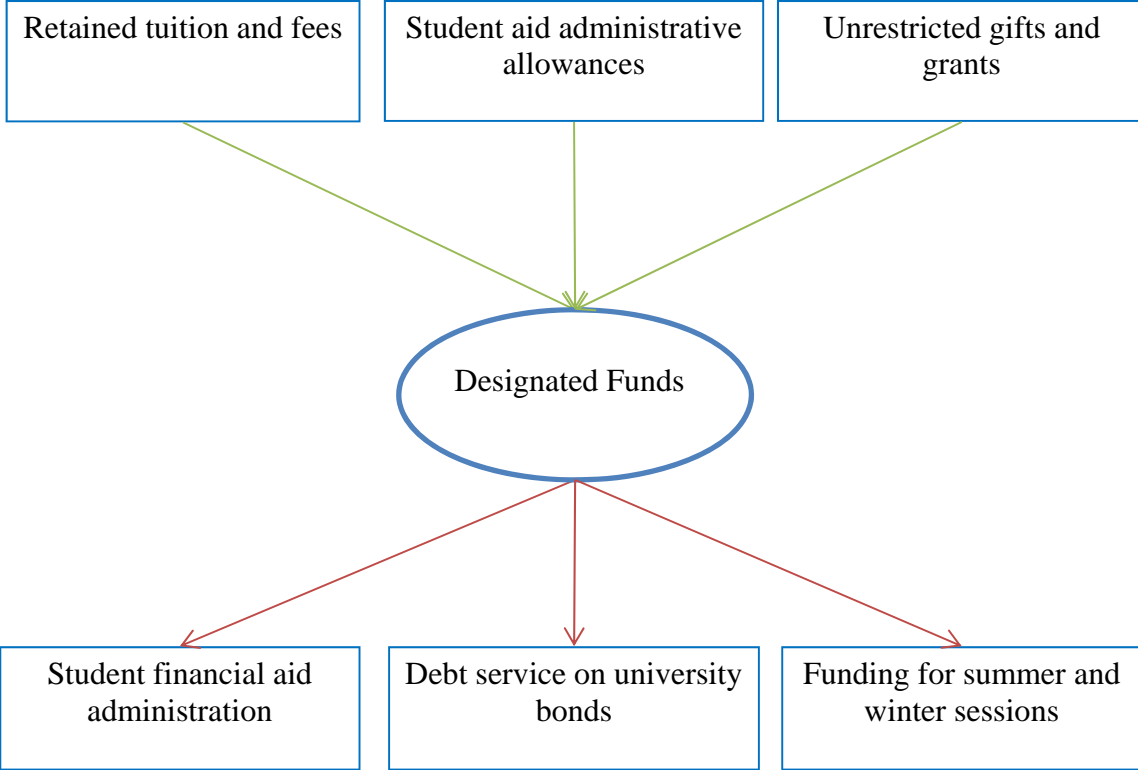 Retained tuition and fees
Student aid administrative
allowances
Unrestricted gifts and
grants
Designated Funds
Student financial aid
administration
Debt service on university
bonds
Funding for summer and
winter sessions